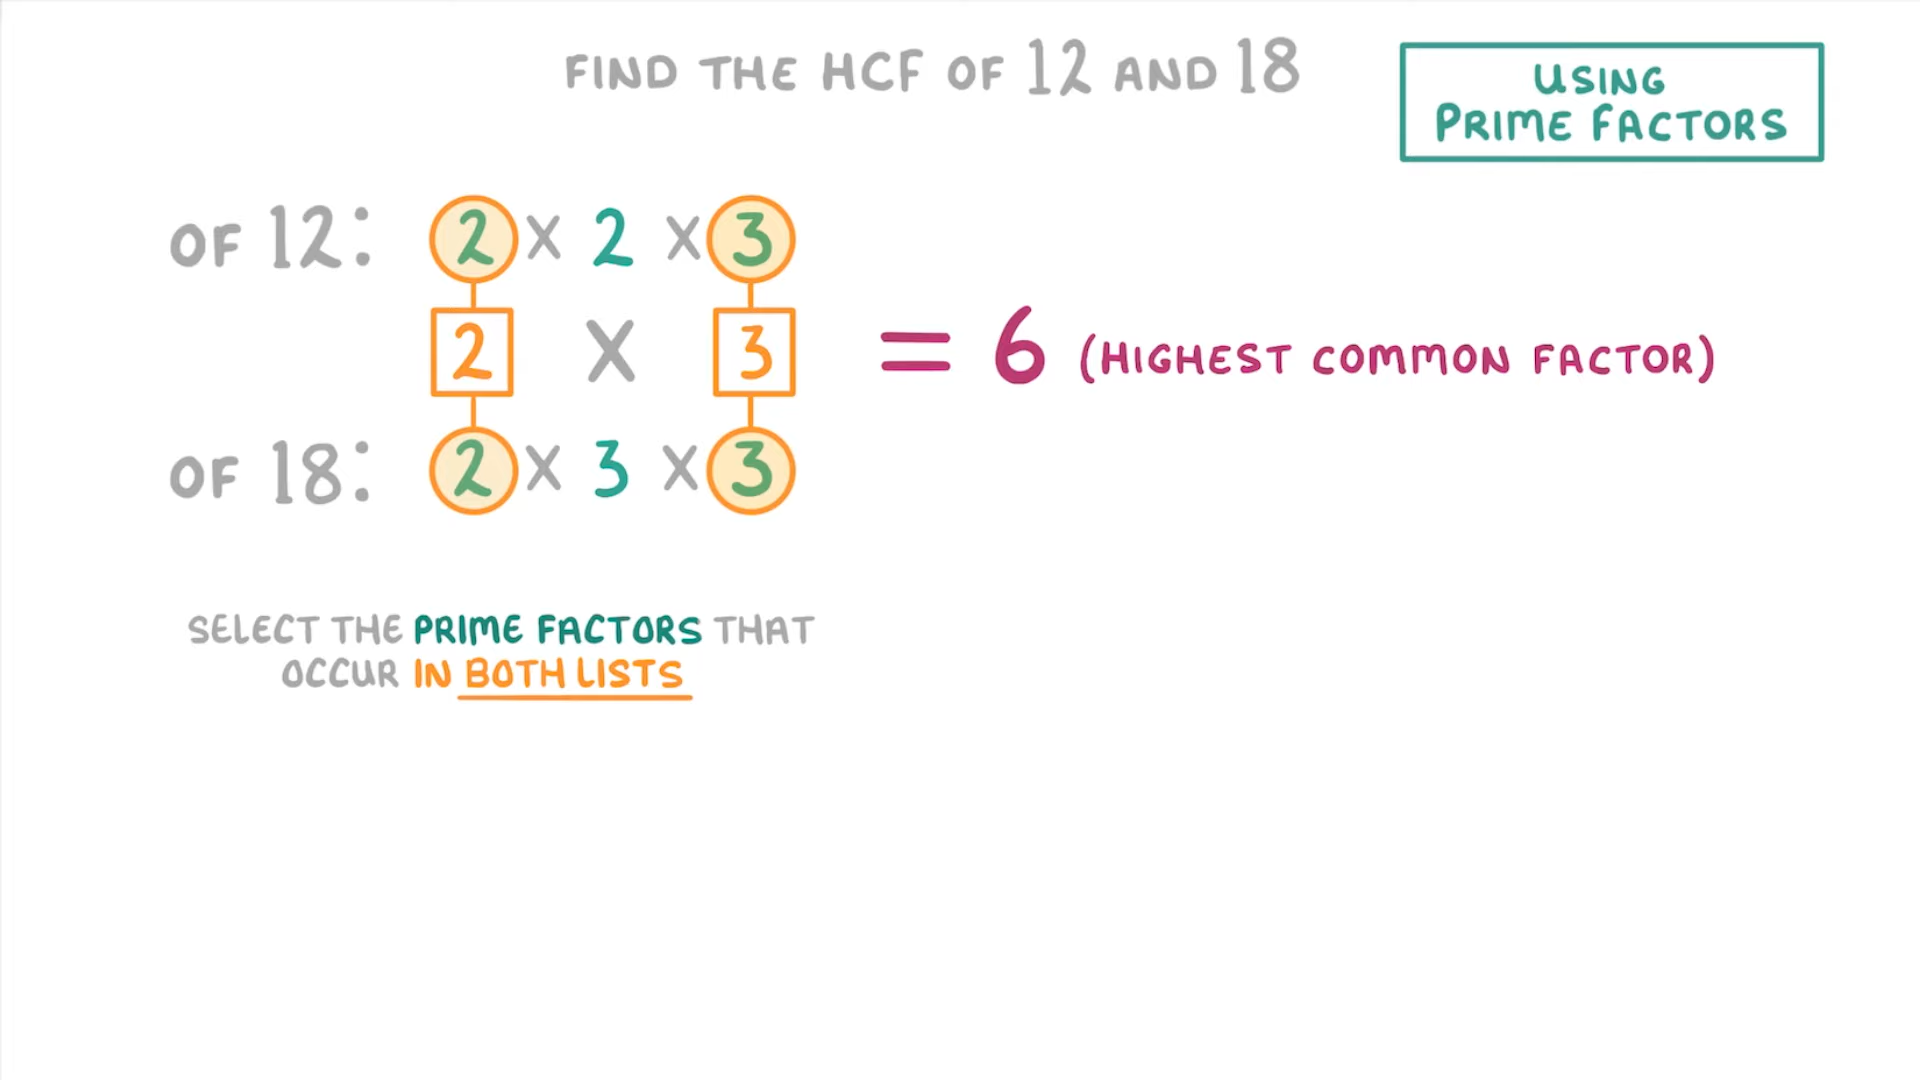 FIND THE HCF OF 12 AND 18
USING
PRIME FACTORS
OF 12: 2 X 2 X 3
2 X 3 = 6 (HIGHEST COMMON FACTOR)
OF 18: 2 X 3 X 3
SELECT THE PRIME FACTORS THAT
OCCUR IN BOTH LISTS